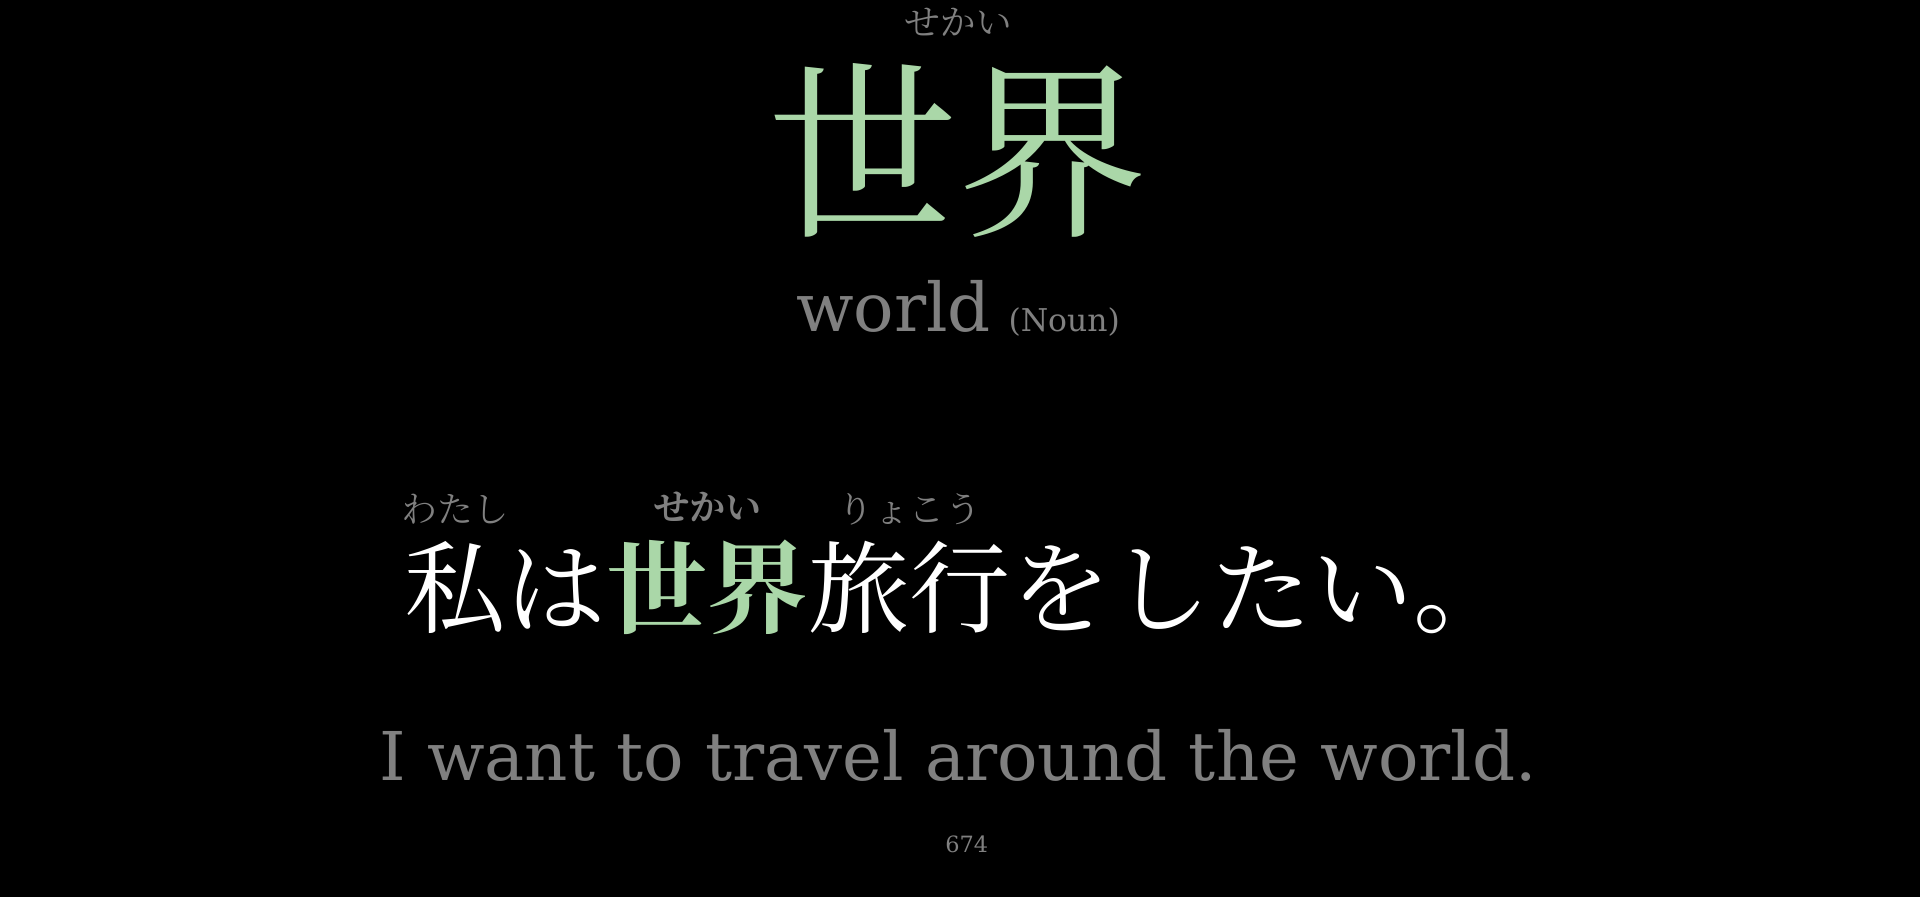 せかい
世界
world (Noun)
わたし せかい りょこう
私は世界旅行をしたい。
I want to travel around the world.
674